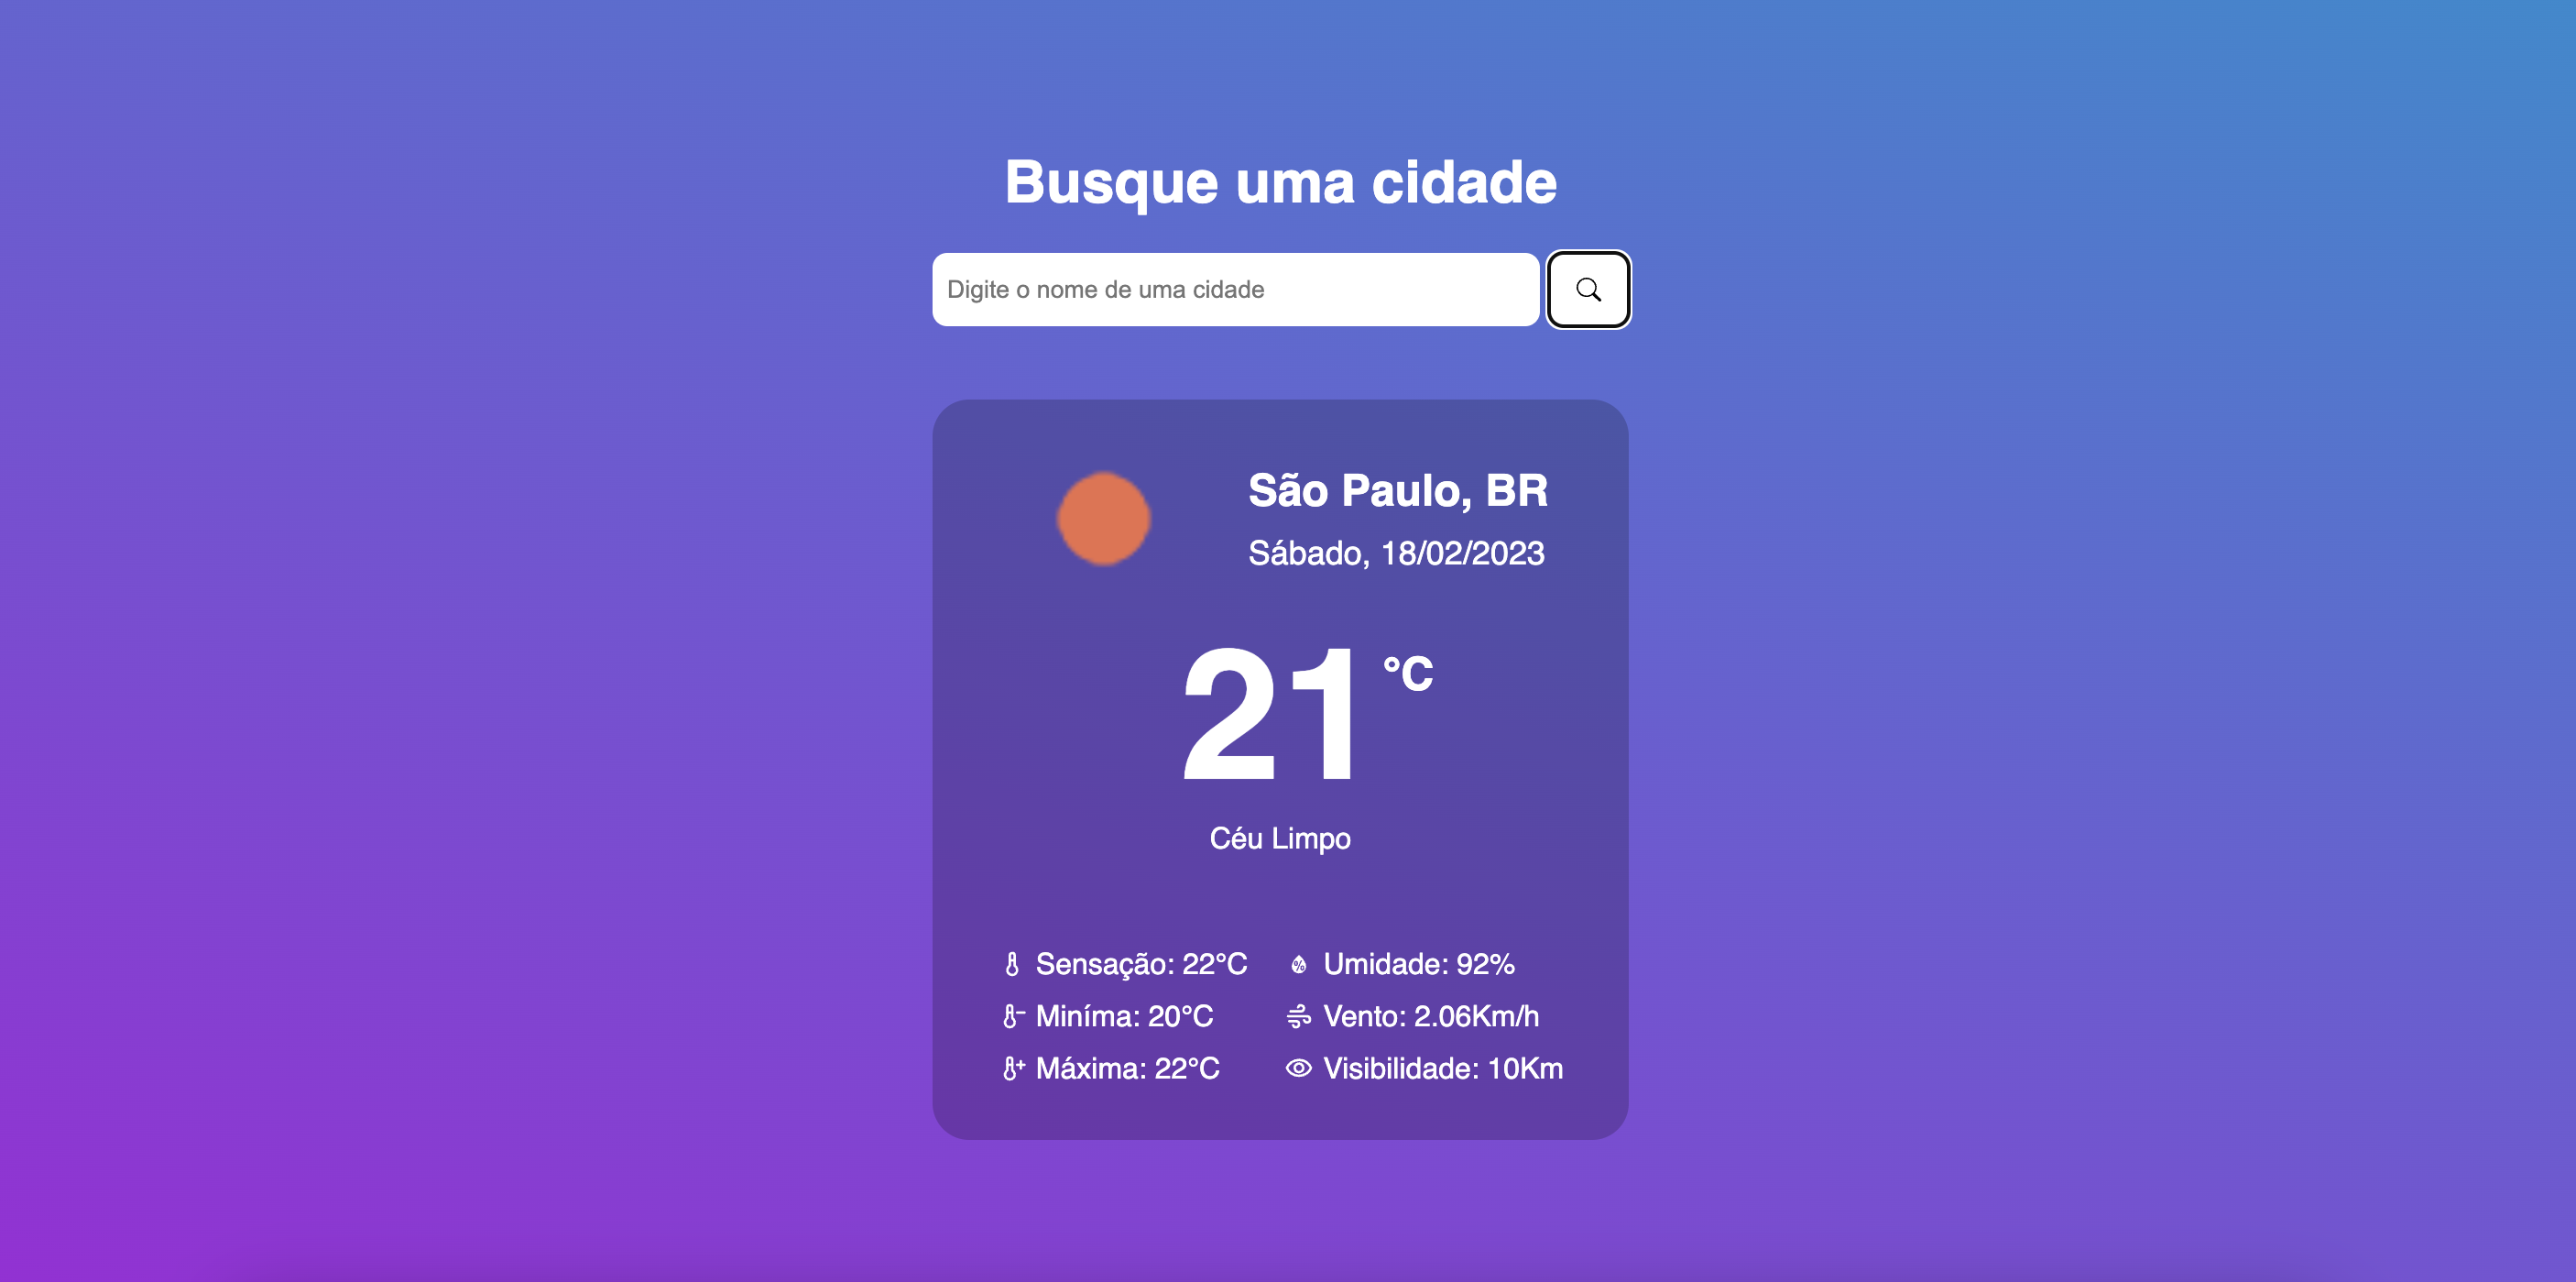 Busque uma cidade
Digite o nome de uma cidade
São Paulo, BR
Sábado, 18/02/2023
21 °C
Céu Limpo
Sensação: 22°C
Umidade: 92%
Miníma: 20°C
Vento: 2.06Km/h
Máxima: 22°C
Visibilidade: 10Km